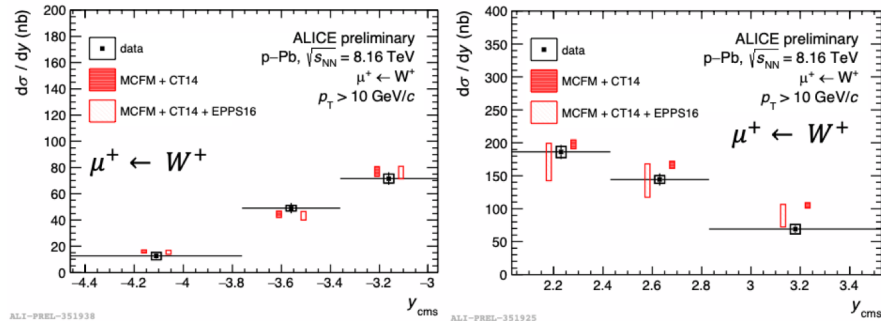 dσ / dy (nb)
200
180
160
140
120
100
80
60
40
20
0
ALICE preliminary
p−Pb, √sNN = 8.16 TeV
μ+ ← W+
pT > 10 GeV/c
data
MCFM + CT14
MCFM + CT14 + EPPS16
μ+ ← W+
−4.4 −4.2 −4 −3.8 −3.6 −3.4 −3.2 −3
ycms
ALI-PREL-351938
dσ / dy (nb)
400
350
300
250
200
150
100
50
0
ALICE preliminary
p−Pb, √sNN = 8.16 TeV
μ+ ← W+
pT > 10 GeV/c
data
MCFM + CT14
MCFM + CT14 + EPPS16
μ+ ← W+
2.2 2.4 2.6 2.8 3 3.2 3.4
ycms
ALI-PREL-351925